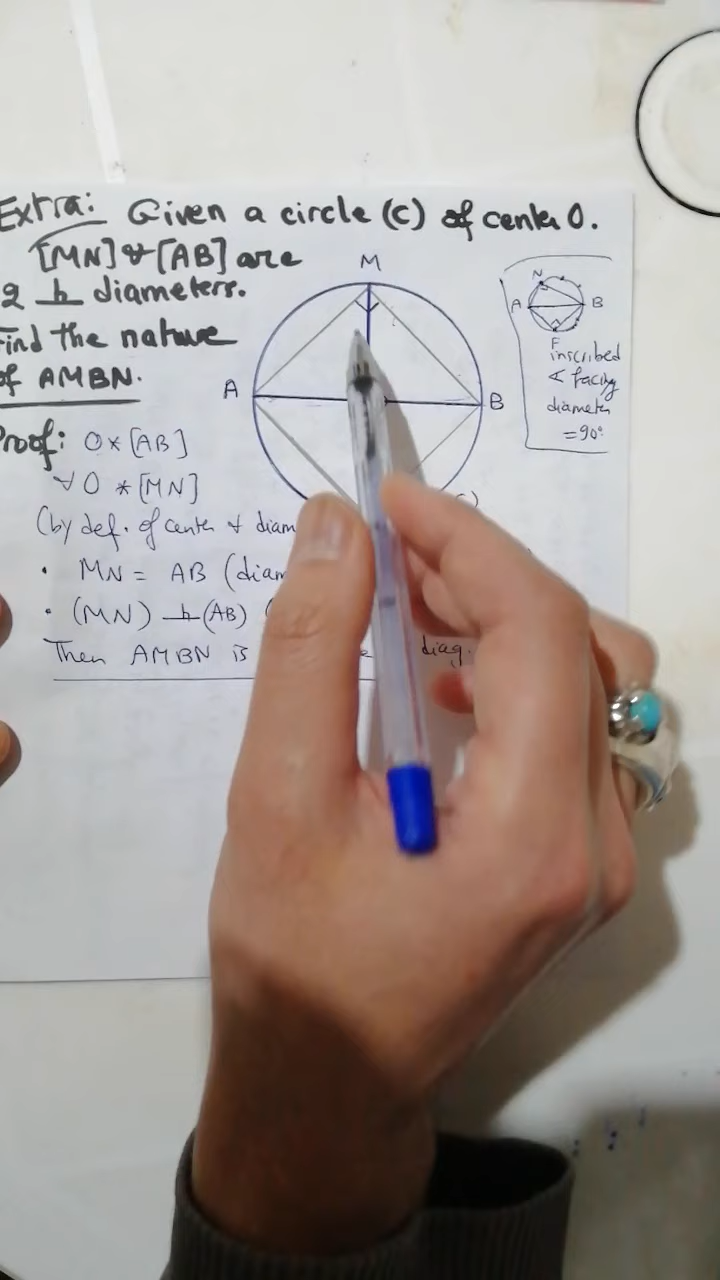 Extra: Given a circle (C) of center O.
[MN] & [AB] are
2 ⊥ diameters.
Find the nature
of AMBN.
M
A
B
N
A
B
F
inscribed
∢ facing
diameter
= 90°
Proof: O * [AB]
& O * [MN]
(by def. of center & diam
• MN = AB (diam
• (MN) ⊥ (AB) (
Then AMBN is diag.